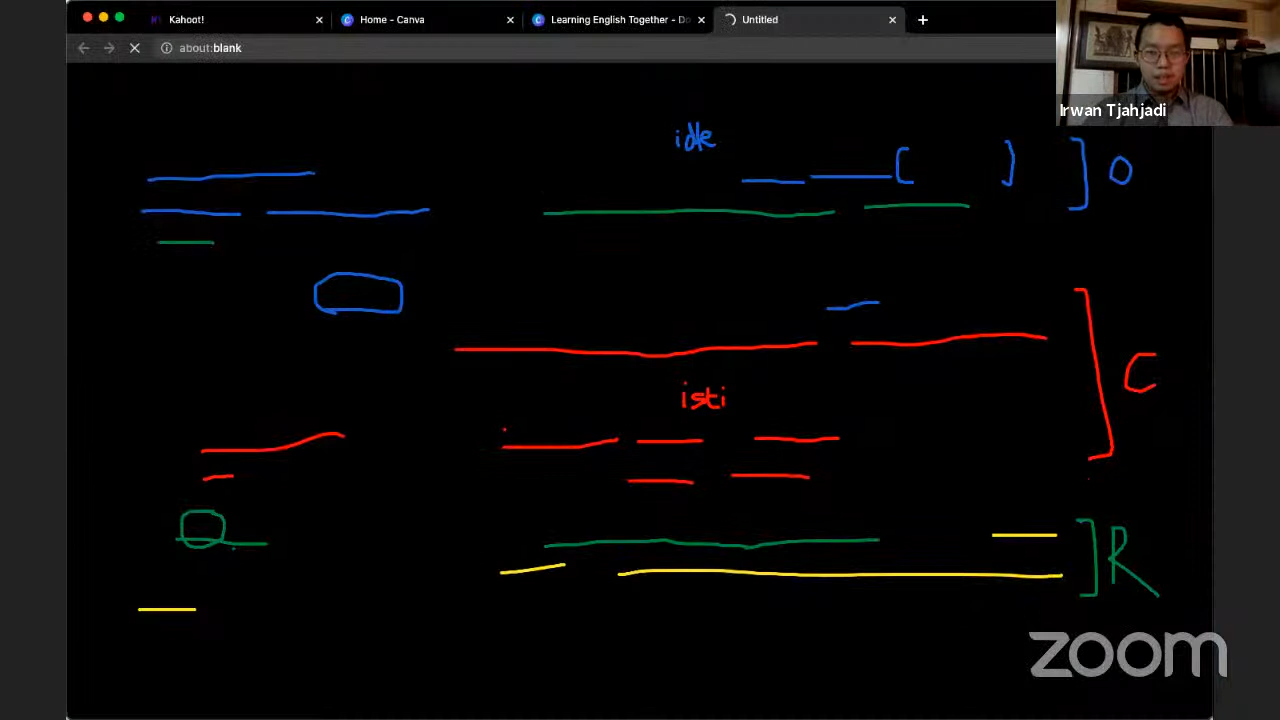 Kahoot!
Home - Canva
Learning English Together - Do
Untitled
about:blank
Irwan Tjahjadi
idle
O
C
isti
R
zoom